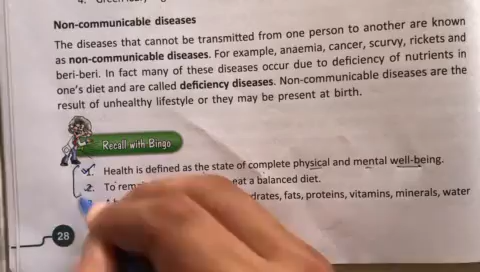 Non-communicable diseases
The diseases that cannot be transmitted from one person to another are known
as non-communicable diseases. For example, anaemia, cancer, scurvy, rickets and
beri-beri. In fact many of these diseases occur due to deficiency of nutrients in
one's diet and are called deficiency diseases. Non-communicable diseases are the
result of unhealthy lifestyle or they may be present at birth.
Recall with Bingo
1. Health is defined as the state of complete physical and mental well-being.
2. To eat a balanced diet.
fats, proteins, vitamins, minerals, water
28